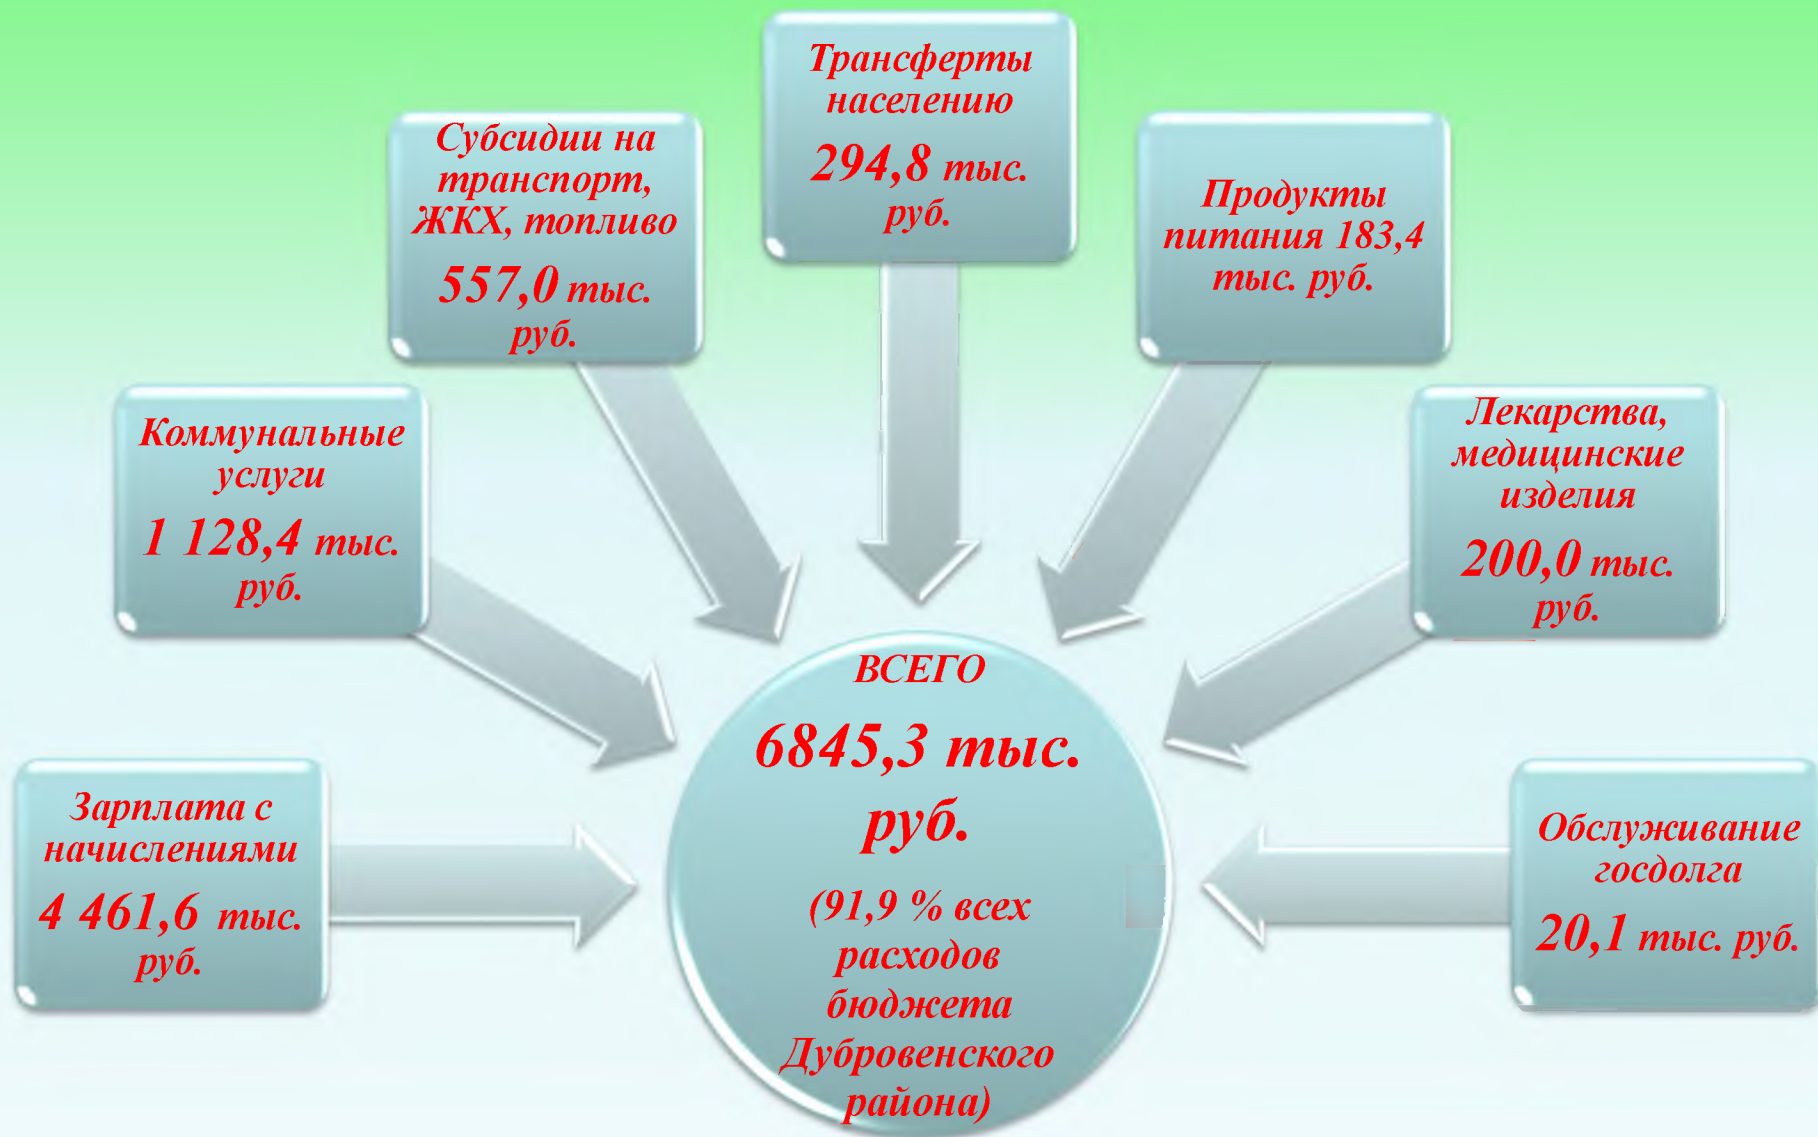 Трансферты
населению
294,8 тыс.
руб.
Субсидии на
транспорт,
ЖКХ, топливо
557,0 тыс.
руб.
Продукты
питания 183,4
тыс. руб.
Коммунальные
услуги
1 128,4 тыс.
руб.
Лекарства,
медицинские
изделия
200,0 тыс.
руб.
Зарплата с
начислениями
4 461,6 тыс.
руб.
Обслуживание
госдолга
20,1 тыс. руб.
ВСЕГО
6845,3 тыс.
руб.
(91,9 % всех
расходов
бюджета
Дубровенского
района)